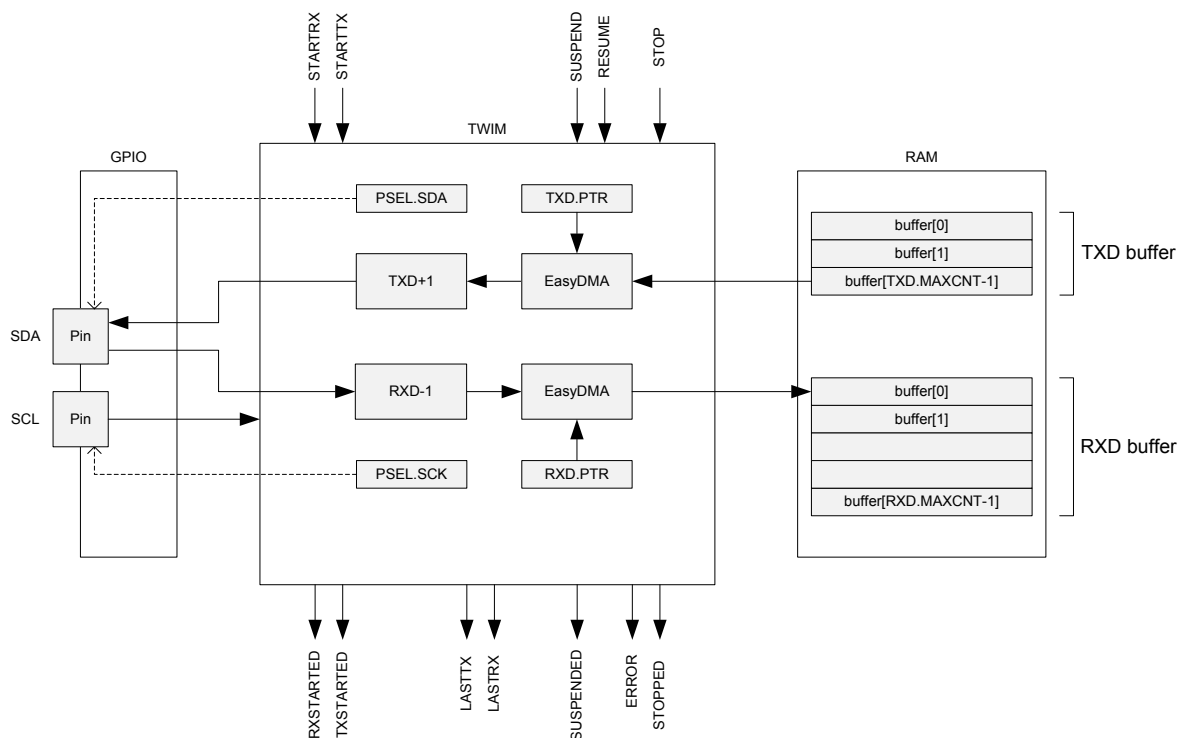 STARTRX
STARTTX
SUSPEND
RESUME
STOP
TWIM
GPIO
RAM
PSEL.SDA
TXD.PTR
buffer[0]
buffer[1]
buffer[TXD.MAXCNT-1]
TXD buffer
TXD+1
EasyDMA
SDA
Pin
RXD-1
EasyDMA
SCL
Pin
buffer[0]
buffer[1]
buffer[RXD.MAXCNT-1]
RXD buffer
PSEL.SCK
RXD.PTR
RXSTARTED
TXSTARTED
LASTTX
LASTRX
SUSPENDED
ERROR
STOPPED